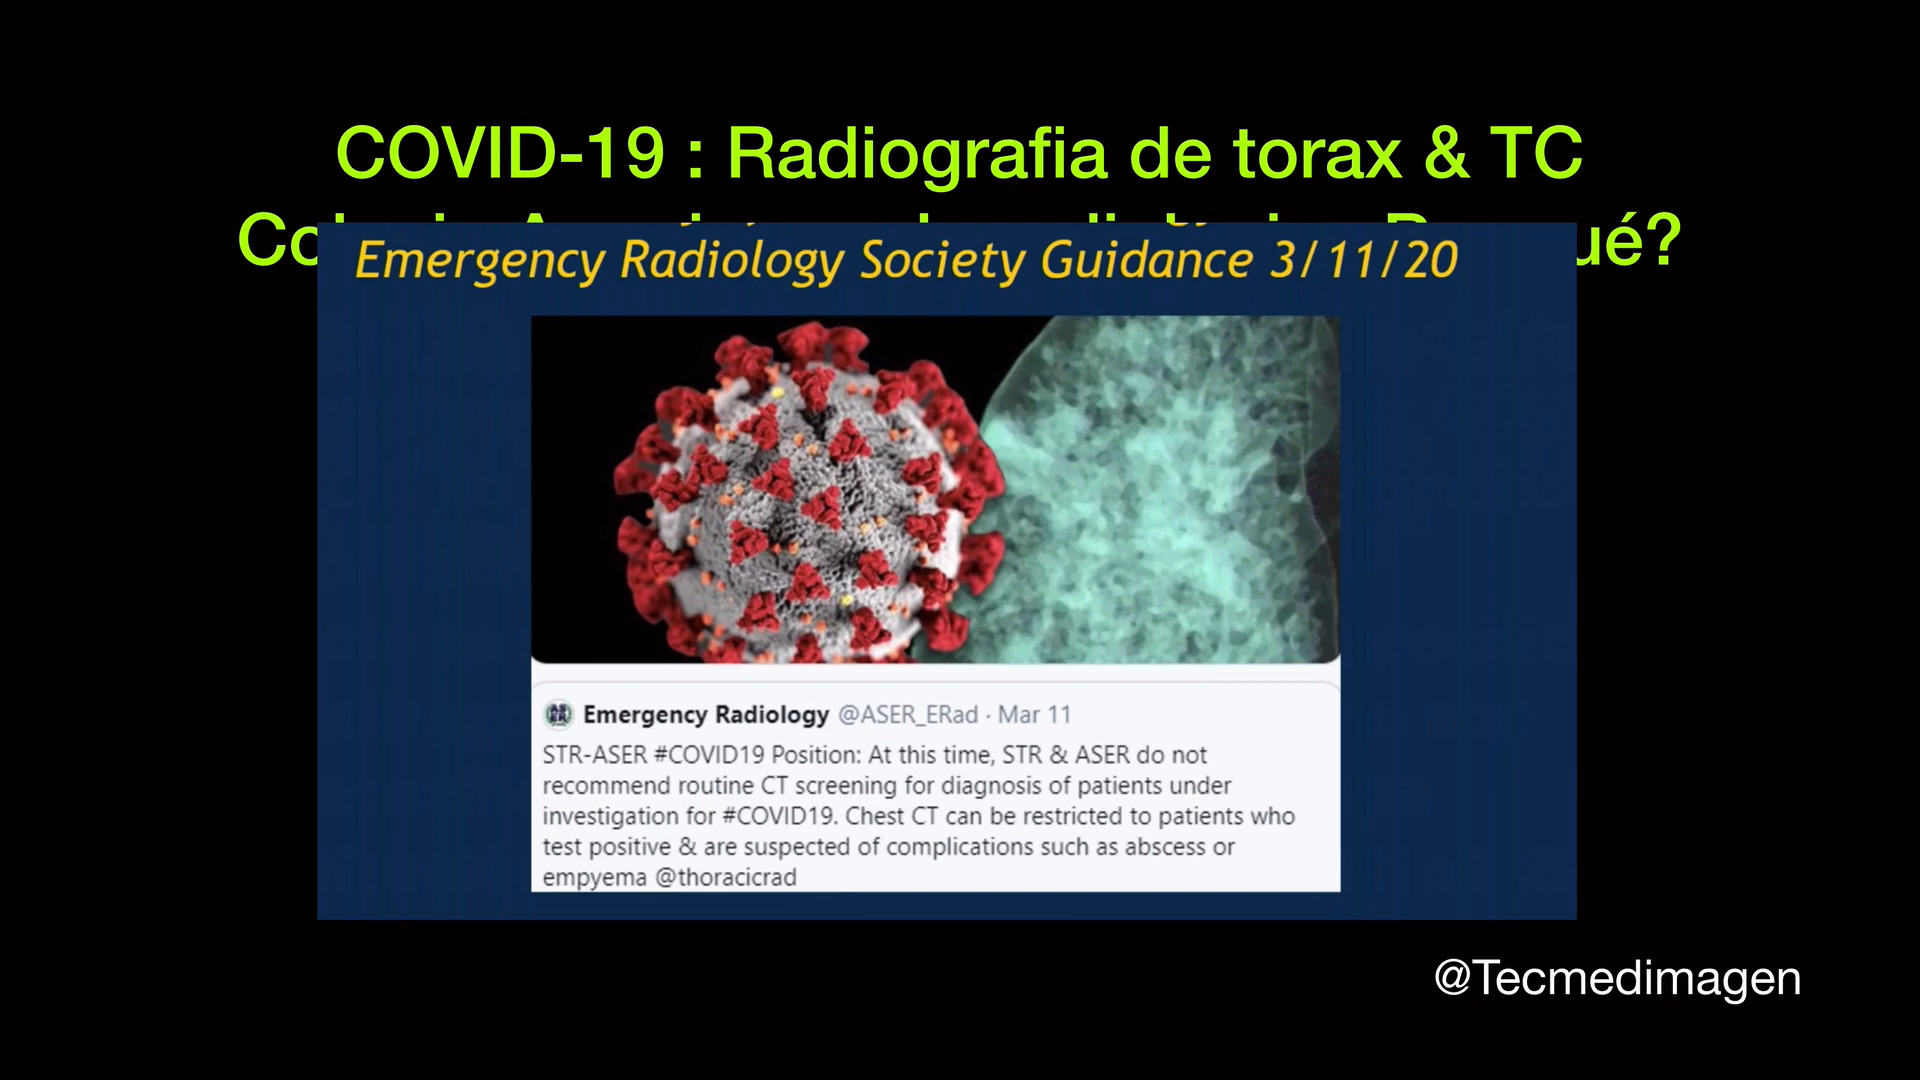 COVID-19 : Radiografia de torax & TC
Emergency Radiology Society Guidance 3/11/20
Emergency Radiology @ASER_ERad · Mar 11
STR-ASER #COVID19 Position: At this time, STR & ASER do not
recommend routine CT screening for diagnosis of patients under
investigation for #COVID19. Chest CT can be restricted to patients who
test positive & are suspected of complications such as abscess or
empyema @thoracicrad
@Tecmedimagen